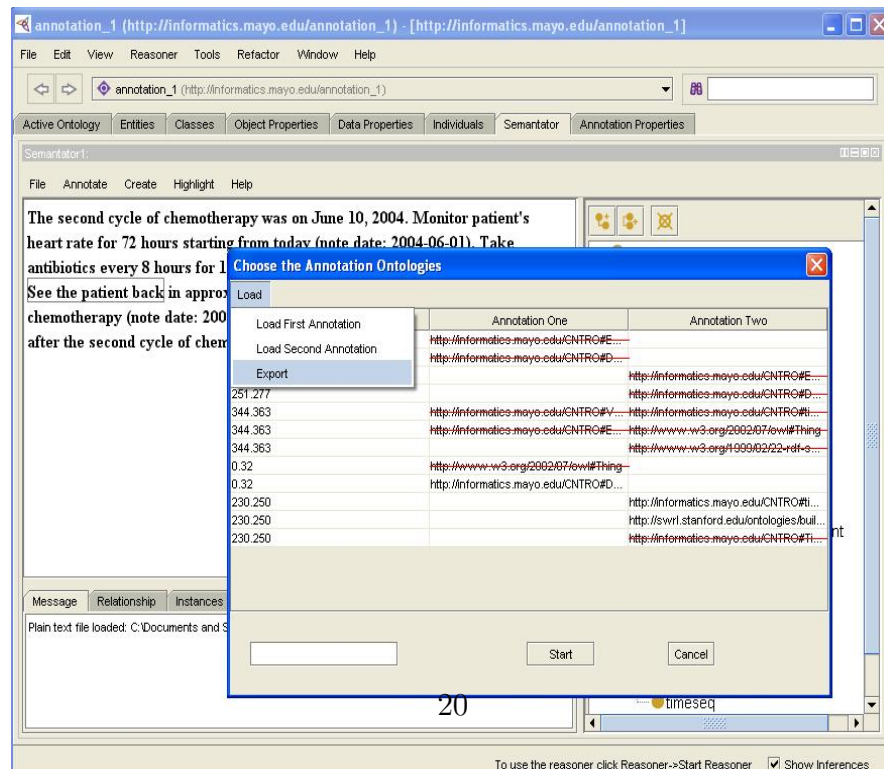 annotation_1 (http://informatics.mayo.edu/annotation_1) - [http://informatics.mayo.edu/annotation_1]
File Edit View Reasoner Tools Refactor Window Help
annotation_1 (http://informatics.mayo.edu/annotation_1)
Active Ontology Entities Classes Object Properties Data Properties Individuals Semantator Annotation Properties
Semantator1:
File Annotate Create Highlight Help
The second cycle of chemotherapy was on June 10, 2004. Monitor patient's
heart rate for 72 hours starting from today (note date: 2004-06-01). Take
antibiotics every 8 hours for 1
See the patient back in approx
chemotherapy (note date: 200
after the second cycle of chem
Choose the Annotation Ontologies
Load
Load First Annotation
Load Second Annotation
Export
Annotation One Annotation Two
http://informatics.mayo.edu/CNTRO#E...
http://informatics.mayo.edu/CNTRO#D...
http://informatics.mayo.edu/CNTRO#E...
251.277 http://informatics.mayo.edu/CNTRO#D...
344.363 http://informatics.mayo.edu/CNTRO#V... http://informatics.mayo.edu/CNTRO#ti...
344.363 http://informatics.mayo.edu/CNTRO#E... http://www.w3.org/2002/07/owl#Thing
344.363 http://www.w3.org/1999/02/22-rdf-s...
0.32 http://www.w3.org/2002/07/owl#Thing
0.32 http://informatics.mayo.edu/CNTRO#D...
230.250 http://informatics.mayo.edu/CNTRO#ti...
230.250 http://swrl.stanford.edu/ontologies/buil...
230.250 http://informatics.mayo.edu/CNTRO#Ti...
nt
Message Relationship Instances
Plain text file loaded: C:\Documents and S
Start Cancel
20
timeseq
To use the reasoner click Reasoner->Start Reasoner Show Inferences